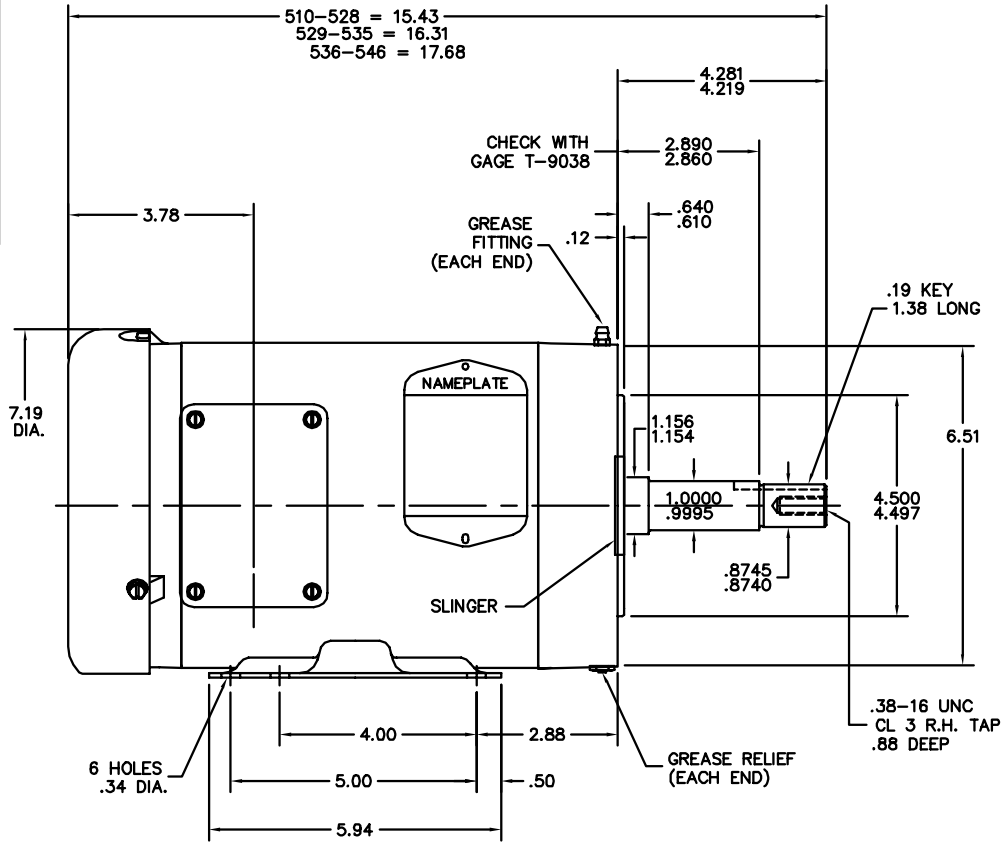 510-528 = 15.43
529-535 = 16.31
536-546 = 17.68
4.281
4.219
CHECK WITH
GAGE T-9038
2.890
2.860
3.78
.640
.610
GREASE
FITTING
(EACH END)
.12
.19 KEY
1.38 LONG
NAMEPLATE
7.19
DIA.
1.156
1.154
6.51
1.0000
.9995
4.500
4.497
.8745
.8740
SLINGER
.38-16 UNC
CL 3 R.H. TAP
.88 DEEP
4.00
2.88
GREASE RELIEF
(EACH END)
6 HOLES
.34 DIA.
5.00
.50
5.94